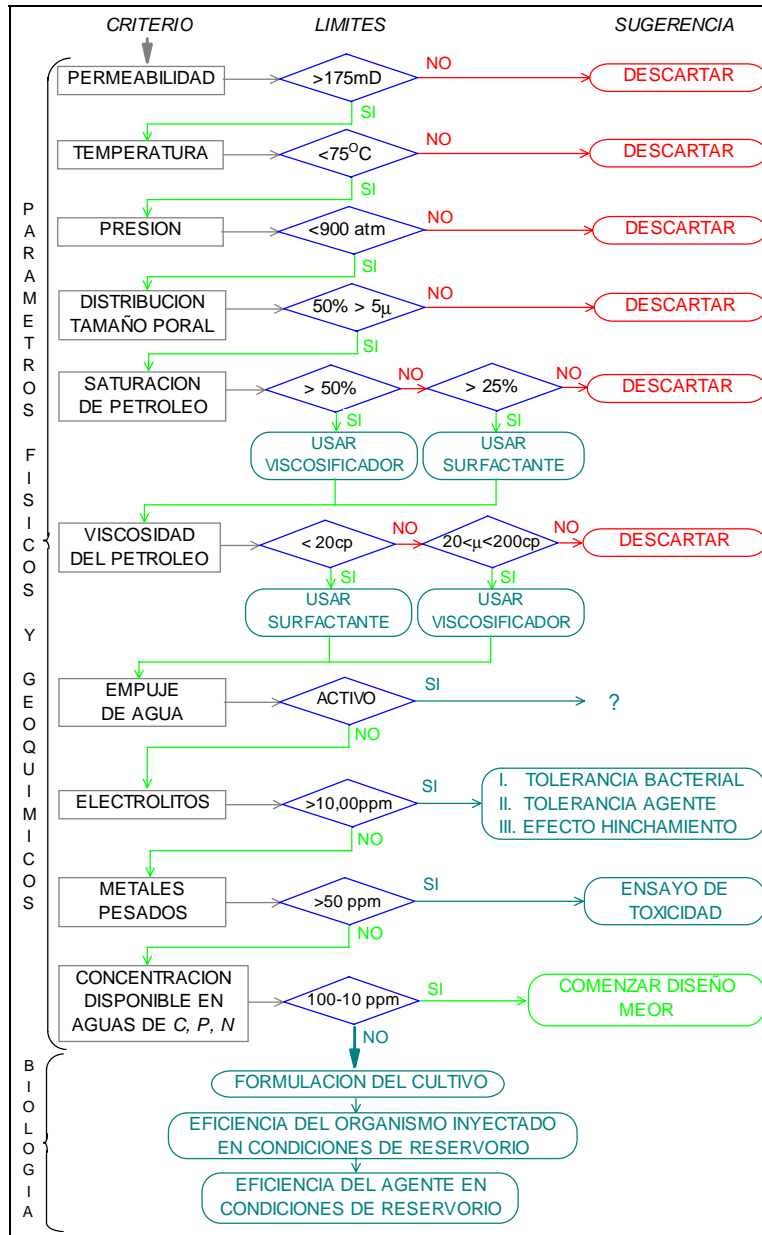 CRITERIO LIMITES SUGERENCIA
PERMEABILIDAD >175mD NO DESCARTAR
SI
TEMPERATURA <75°C NO DESCARTAR
SI
PRESION <900 atm NO DESCARTAR
SI
DISTRIBUCION
TAMAÑO PORAL 50% > 5µ NO DESCARTAR
SI
SATURACION
DE PETROLEO > 50% NO > 25% NO DESCARTAR
SI SI
USAR
VISCOSIFICADOR
USAR
SURFACTANTE
VISCOSIDAD
DEL PETROLEO < 20cp NO 20<µ<200cp NO DESCARTAR
SI SI
USAR
SURFACTANTE
USAR
VISCOSIFICADOR
EMPUJE
DE AGUA ACTIVO SI ?
NO
ELECTROLITOS >10,00ppm SI
I. TOLERANCIA BACTERIAL
II. TOLERANCIA AGENTE
III. EFECTO HINCHAMIENTO
NO
METALES
PESADOS >50 ppm SI
ENSAYO DE
TOXICIDAD
NO
CONCENTRACION
DISPONIBLE EN
AGUAS DE C, P, N 100-10 ppm SI
COMENZAR DISEÑO
MEOR
NO
FORMULACION DEL CULTIVO
EFICIENCIA DEL ORGANISMO INYECTADO
EN CONDICIONES DE RESERVORIO
EFICIENCIA DEL AGENTE EN
CONDICIONES DE RESERVORIO
PARAMETROS FISICOS Y GEOQUIMICOS
BIOLOGIA